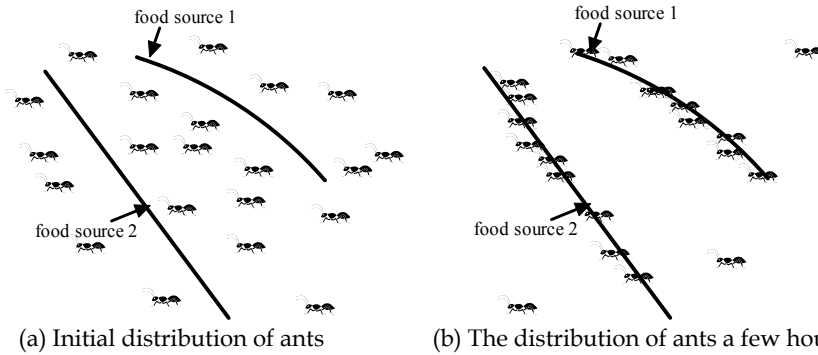 food source 1
food source 2
(a) Initial distribution of ants
food source 1
food source 2
(b) The distribution of ants a few